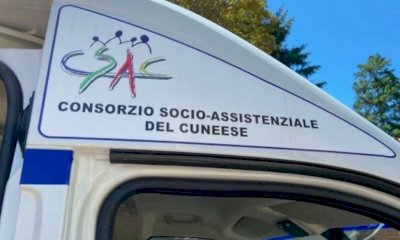 CSAC
CONSORZIO SOCIO-ASSISTENZIALE
DEL CUNEESE